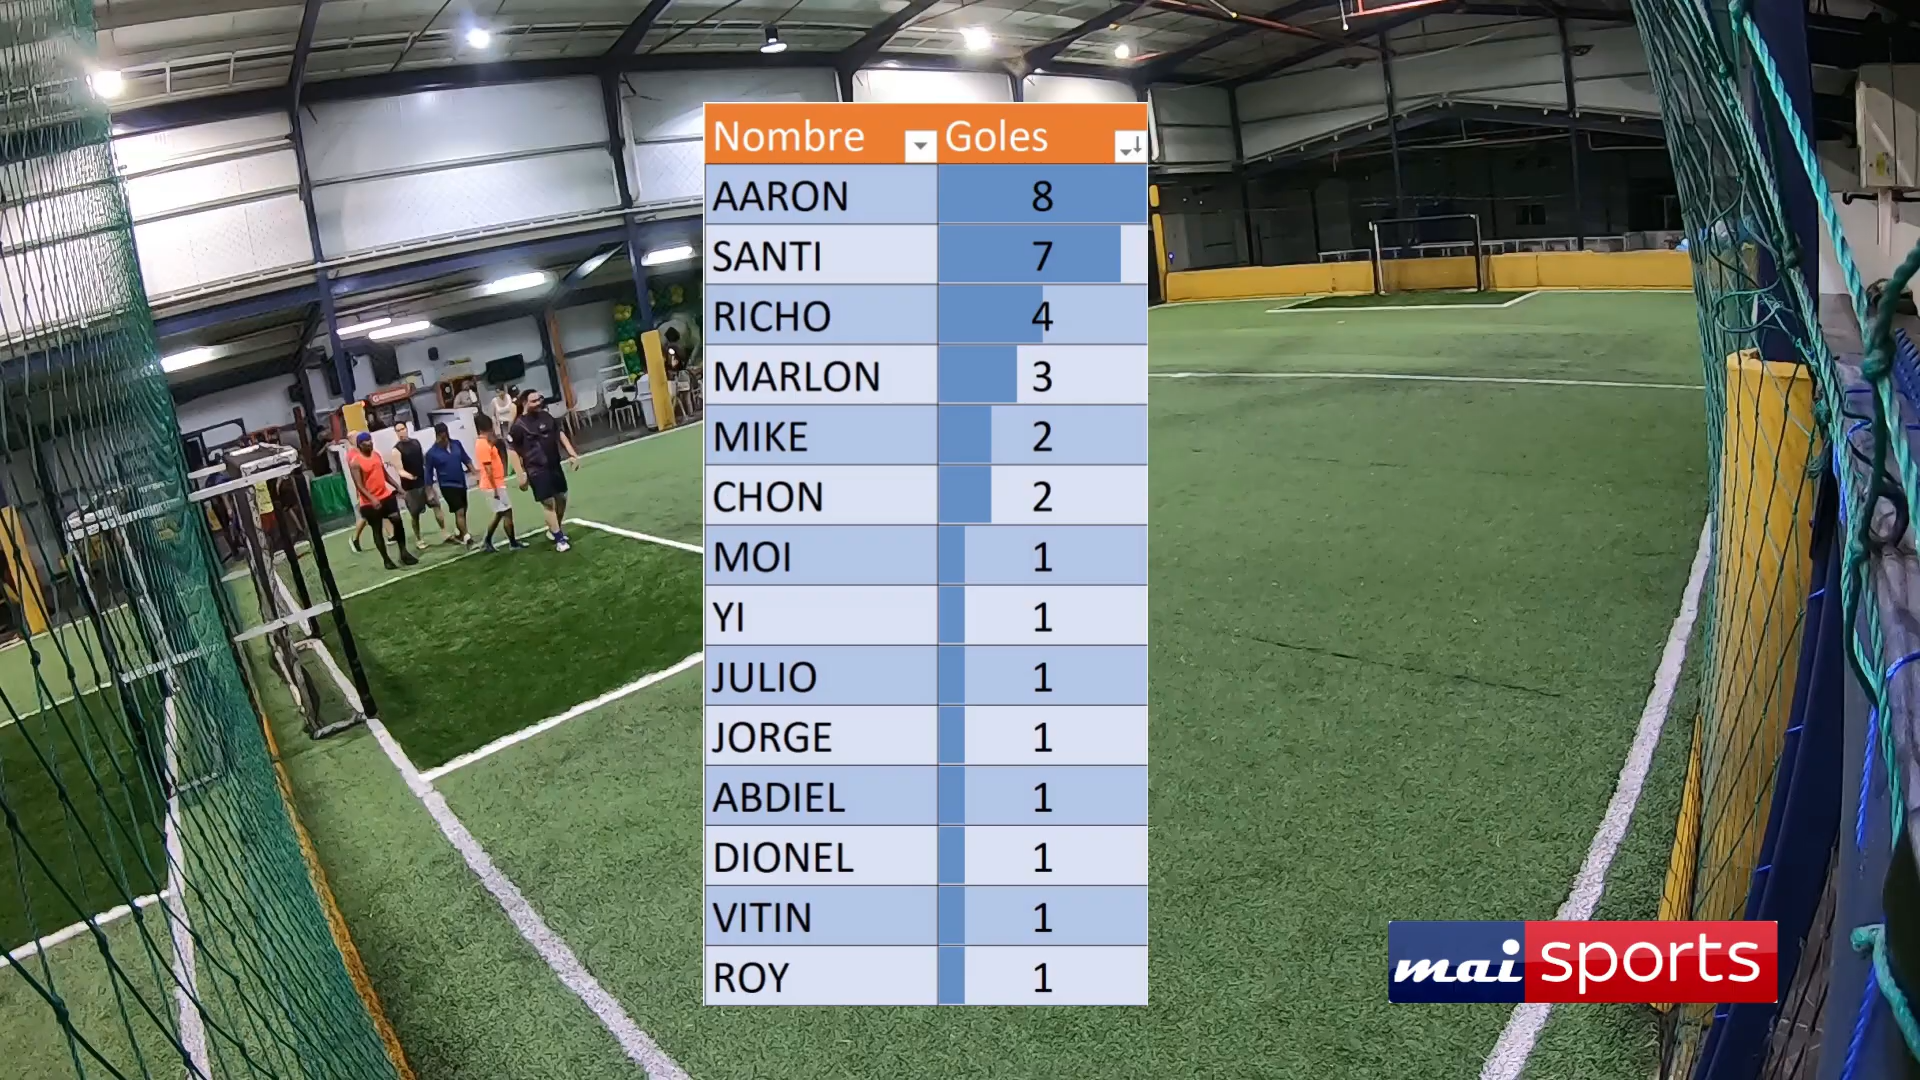 Nombre Goles
AARON 8
SANTI 7
RICHO 4
MARLON 3
MIKE 2
CHON 2
MOI 1
YI 1
JULIO 1
JORGE 1
ABDIEL 1
DIONEL 1
VITIN 1
ROY 1
mai sports